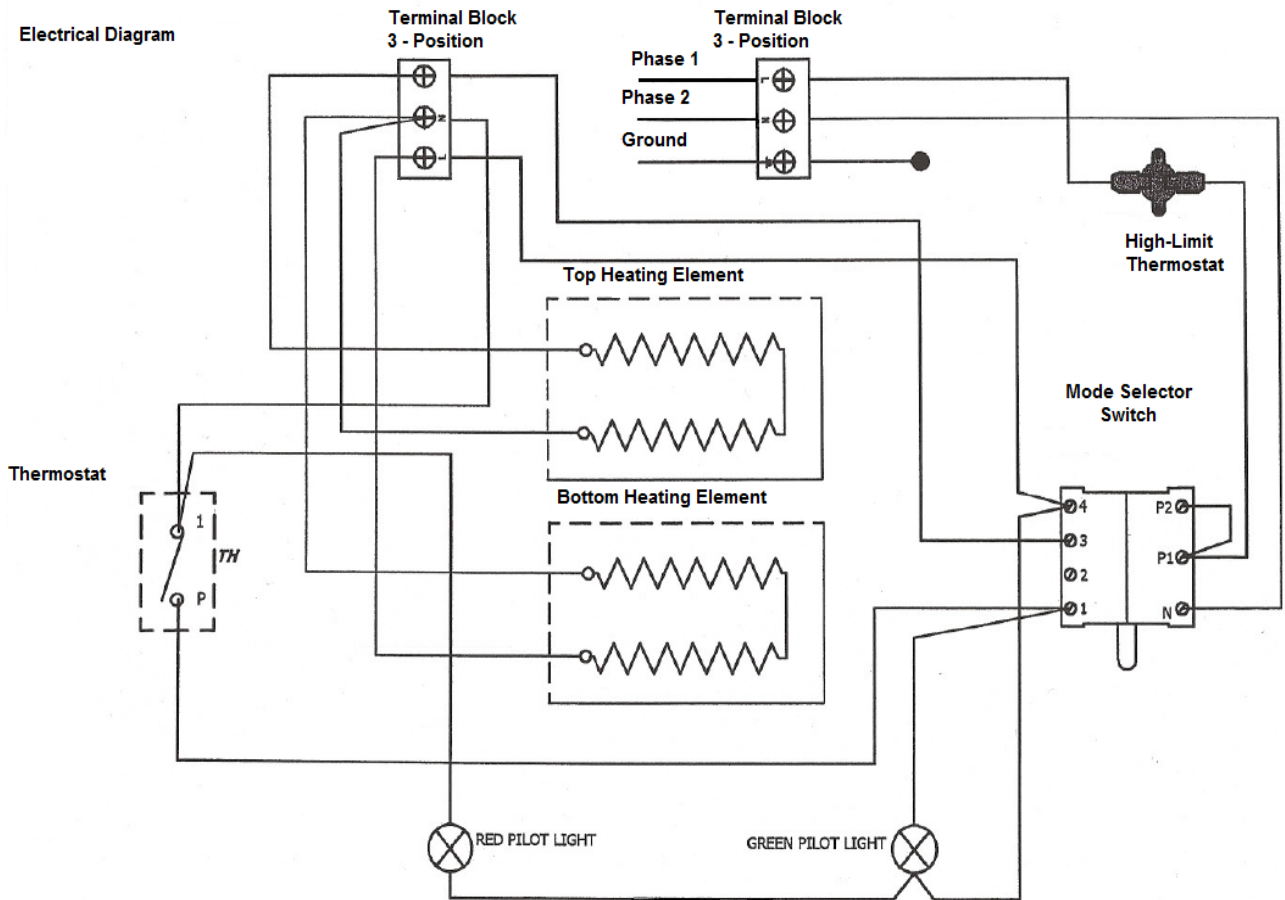 Electrical Diagram
Terminal Block
3 - Position
Terminal Block
3 - Position
Phase 1
Phase 2
Ground
L
N
N
L
High-Limit
Thermostat
Top Heating Element
Mode Selector
Switch
Thermostat
Bottom Heating Element
1
TH
P
4
3
2
1
P2
P1
N
RED PILOT LIGHT
GREEN PILOT LIGHT